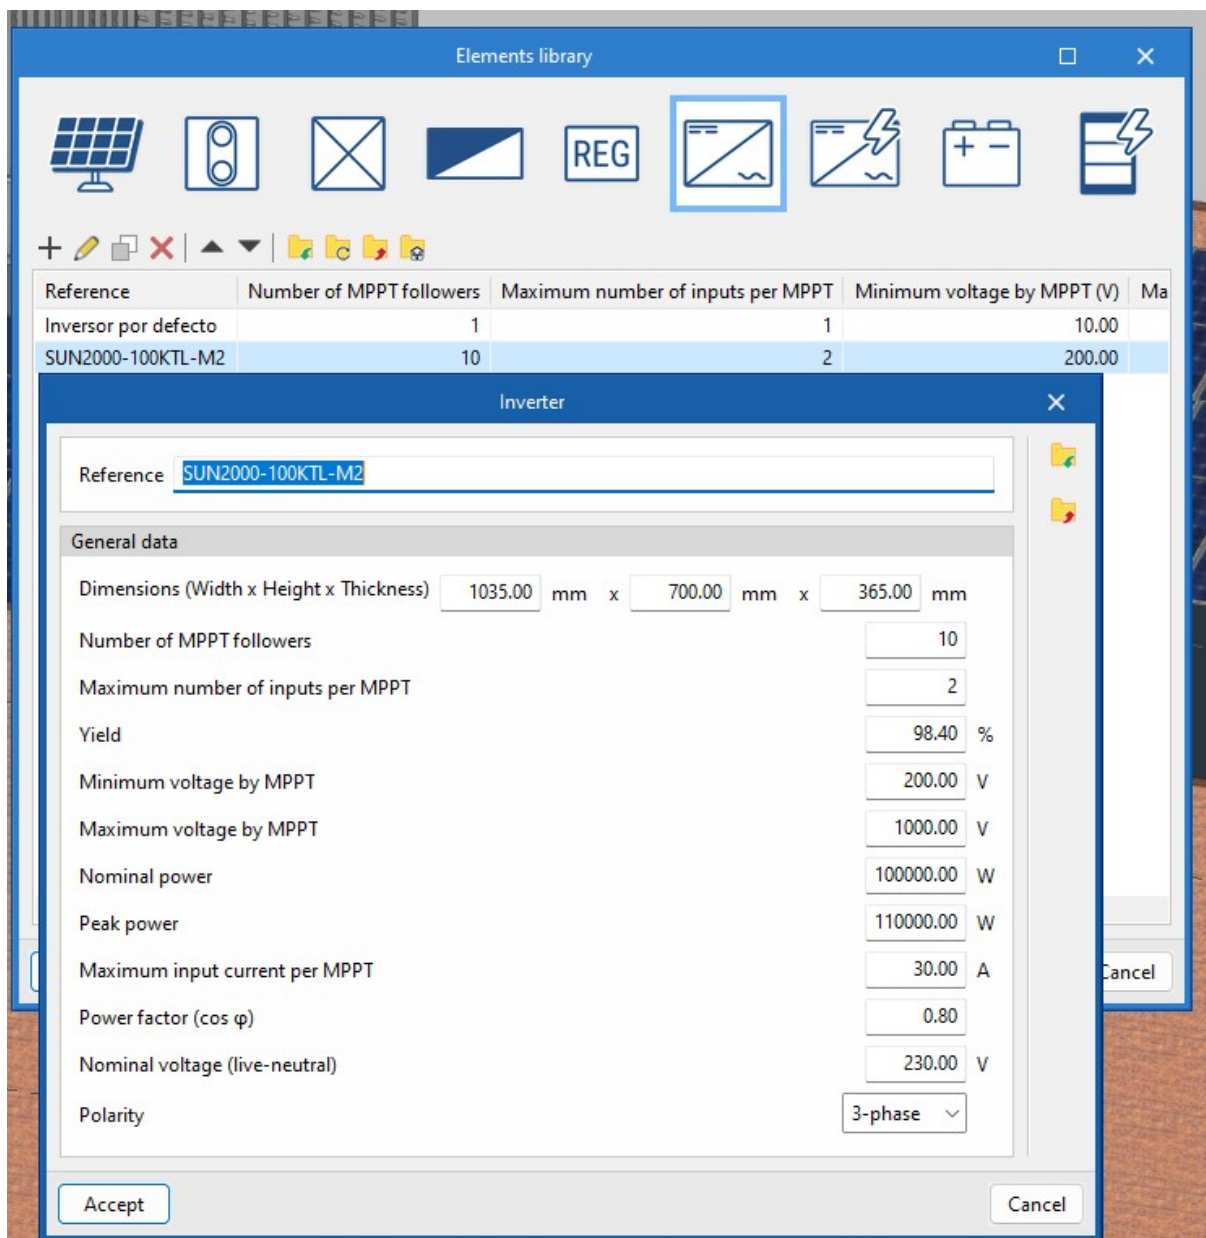 Elements library
REG
Reference Number of MPPT followers Maximum number of inputs per MPPT Minimum voltage by MPPT (V) Ma
Inversor por defecto 1 1 10.00
SUN2000-100KTL-M2 10 2 200.00
Inverter
Reference SUN2000-100KTL-M2
General data
Dimensions (Width x Height x Thickness) 1035.00 mm x 700.00 mm x 365.00 mm
Number of MPPT followers 10
Maximum number of inputs per MPPT 2
Yield 98.40 %
Minimum voltage by MPPT 200.00 V
Maximum voltage by MPPT 1000.00 V
Nominal power 100000.00 W
Peak power 110000.00 W
Maximum input current per MPPT 30.00 A
Cancel
Power factor (cos φ) 0.80
Nominal voltage (live-neutral) 230.00 V
Polarity 3-phase
Accept Cancel